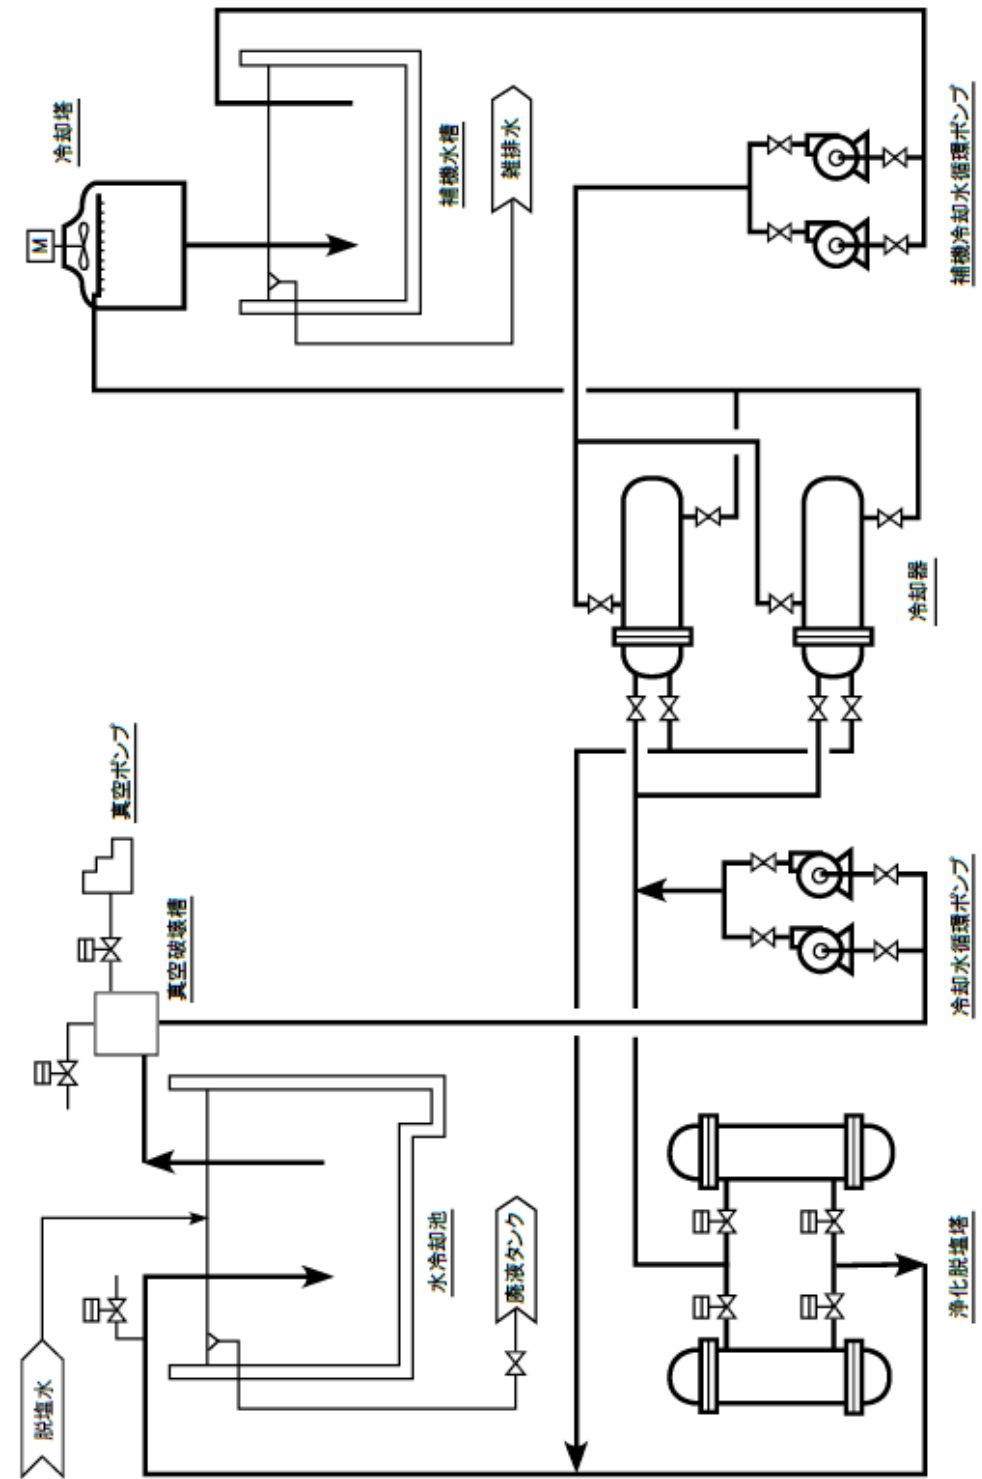 脱塩水
水冷却池
廃液タンク
浄化脱塩塔
真空破壊槽
真空ポンプ
冷却水循環ポンプ
冷却器
冷却塔
M
補機水槽
雑排水
補機冷却水循環ポンプ